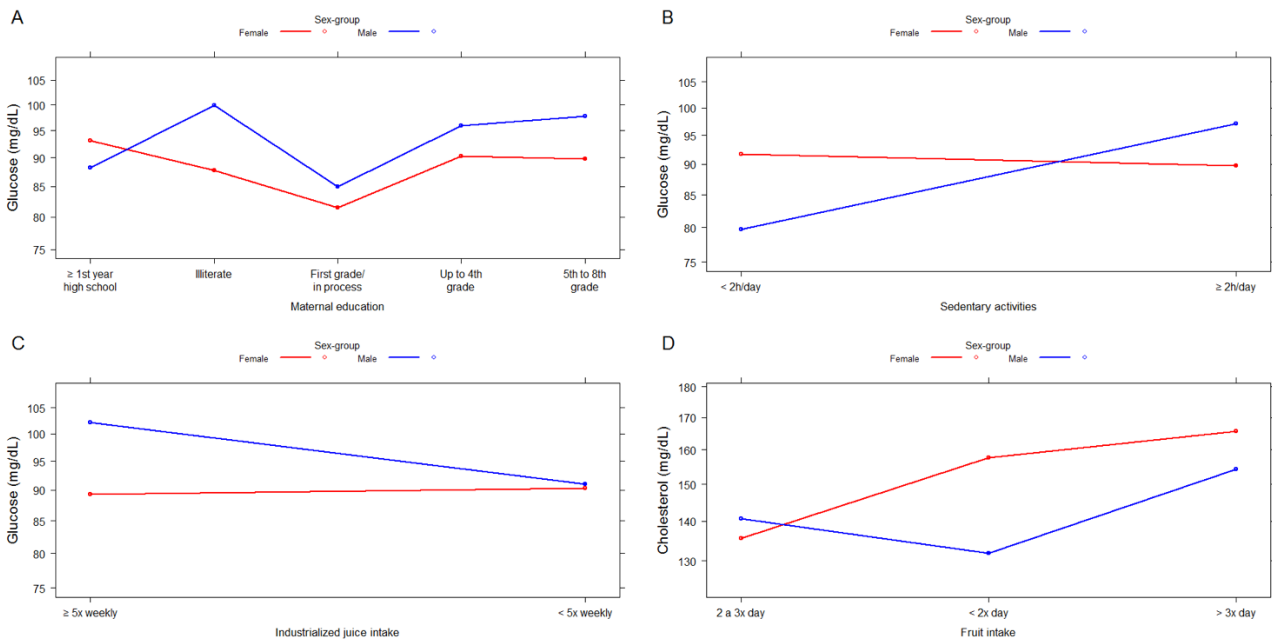 A
Sex-group
Female Male
Glucose (mg/dL)
105
100
95
90
85
80
75
≥ 1st year
high school
Illiterate
First grade/
in process
Up to 4th
grade
5th to 8th
grade
Maternal education
B
Sex-group
Female Male
Glucose (mg/dL)
105
100
95
90
85
80
75
< 2h/day
≥ 2h/day
Sedentary activities
C
Sex-group
Female Male
Glucose (mg/dL)
105
100
95
90
85
80
75
≥ 5x weekly
< 5x weekly
Industrialized juice intake
D
Sex-group
Female Male
Cholesterol (mg/dL)
180
170
160
150
140
130
2 a 3x day
< 2x day
> 3x day
Fruit intake